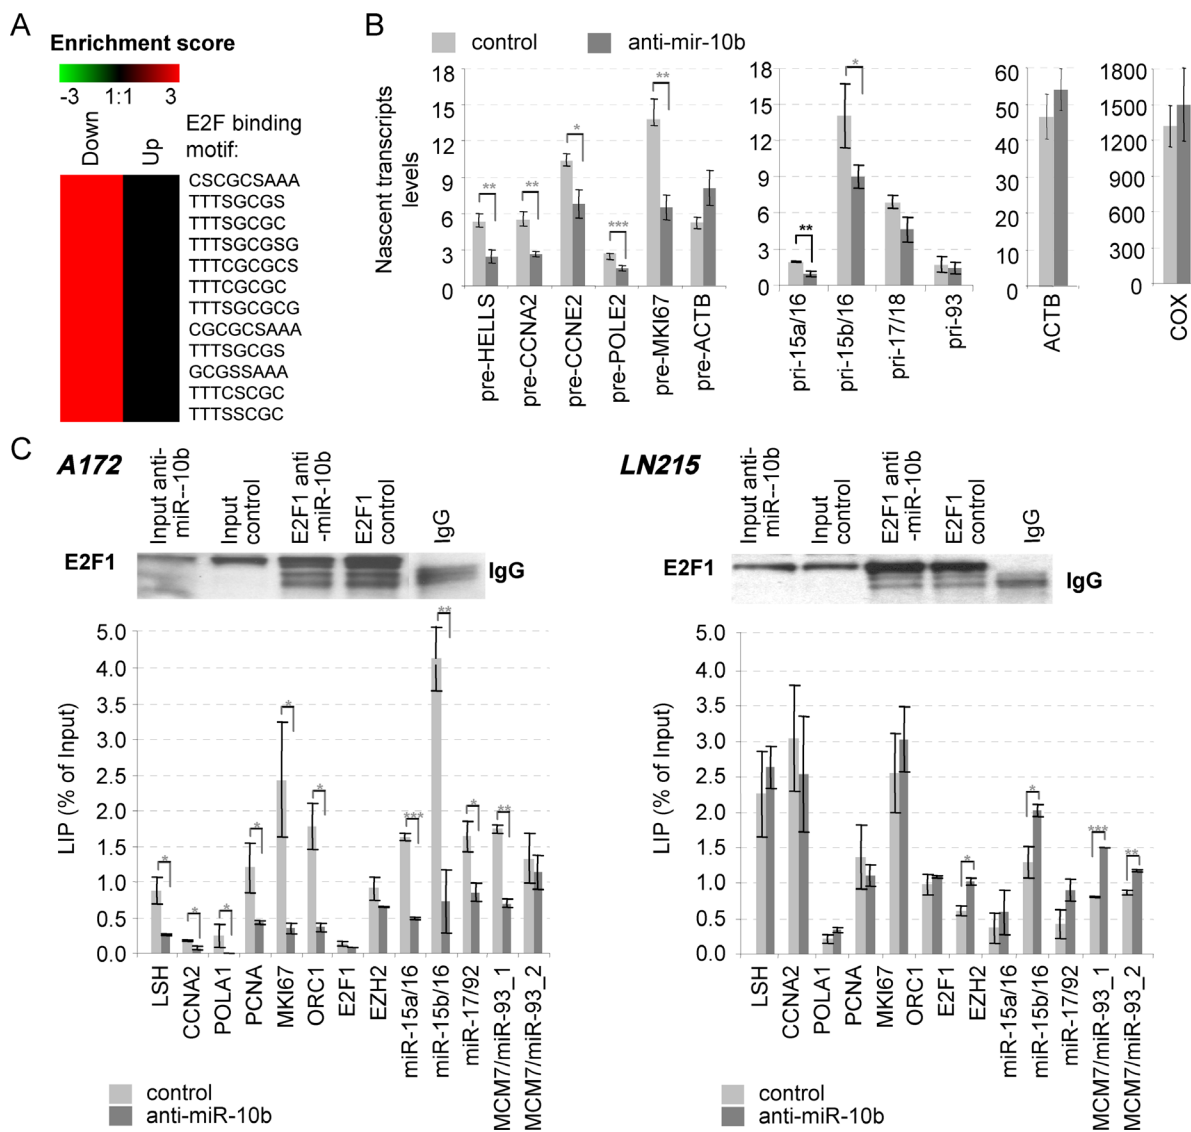 A
Enrichment score
-3 1:1 3
Down
Up
E2F binding
motif:
CSCGCSAAA
TTTSGCGS
TTTSGCGC
TTTSGCGSG
TTTCGCGCS
TTTCGCGC
TTTSGCGCG
CGCGCSAAA
TTTSGCGS
GCGSSAAA
TTTCSCGC
TTTSSCGC
B
control
anti-mir-10b
Nascent transcripts
levels
18
15
12
9
6
3
0
**
**
*
***
**
pre-HELLS
pre-CCNA2
pre-CCNE2
pre-POLE2
pre-MKI67
pre-ACTB
18
15
12
9
6
3
0
**
*
pri-15a/16
pri-15b/16
pri-17/18
pri-93
60
50
40
30
20
10
0
ACTB
1800
1500
1200
900
600
300
0
COX
C
A172
Input anti-
miR--10b
Input
control
E2F1 anti
-miR-10b
E2F1
control
IgG
E2F1
IgG
LIP (% of Input)
5.0
4.0
3.5
2.5
3.0
2.0
1.5
1.0
0.5
0.0
*
*
*
*
*
*
***
**
*
**
LSH
CCNA2
POLA1
PCNA
MKI67
ORC1
E2F1
EZH2
miR-15a/16
miR-15b/16
miR-17/92
MCM7/miR-93_1
MCM7/miR-93_2
control
anti-miR-10b
LN215
Input anti-
miR--10b
Input
control
E2F1 anti
-miR-10b
E2F1
control
IgG
E2F1
IgG
LIP (% of Input)
5.0
4.0
3.5
3.0
2.5
2.0
1.5
1.0
0.5
0.0
*
*
***
**
LSH
CCNA2
POLA1
PCNA
MKI67
ORC1
E2F1
EZH2
miR-15a/16
miR-15b/16
miR-17/92
MCM7/miR-93_1
MCM7/miR-93_2
control
anti-miR-10b